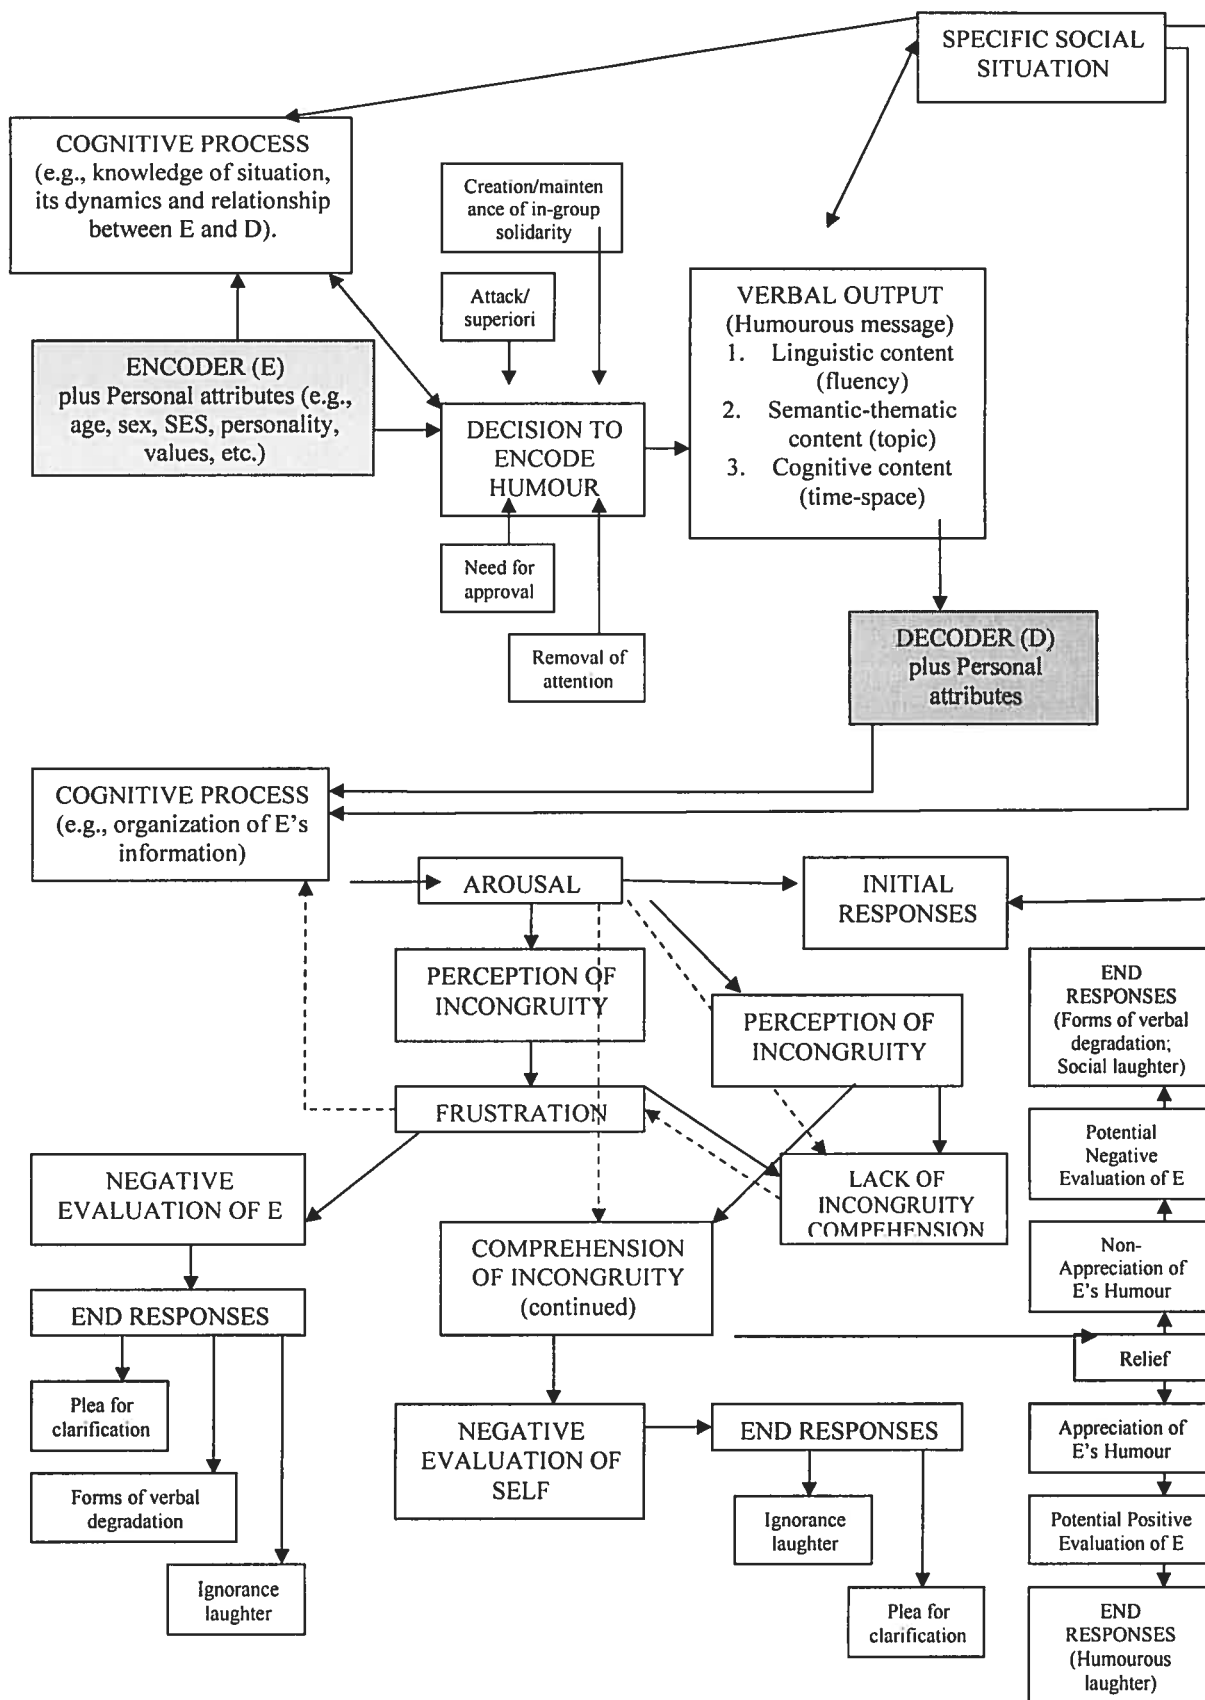 SPECIFIC SOCIAL
SITUATION
COGNITIVE PROCESS
(e.g., knowledge of situation,
its dynamics and relationship
between E and D).
Creation/mainten
ance of in-group
solidarity
Attack/
superiori
ENCODER (E)
plus Personal attributes (e.g.,
age, sex, SES, personality,
values, etc.)
DECISION TO
ENCODE
HUMOUR
VERBAL OUTPUT
(Humourous message)
1. Linguistic content
(fluency)
2. Semantic-thematic
content (topic)
3. Cognitive content
(time-space)
Need for
approval
Removal of
attention
DECODER (D)
plus Personal
attributes
COGNITIVE PROCESS
(e.g., organization of E's
information)
AROUSAL
INITIAL
RESPONSES
PERCEPTION OF
INCONGRUITY
PERCEPTION OF
INCONGRUITY
END
RESPONSES
(Forms of verbal
degradation;
Social laughter)
FRUSTRATION
Potential
Negative
Evaluation of E
NEGATIVE
EVALUATION OF E
LACK OF
INCONGRUITY
COMPEHENSION
COMPREHENSION
OF INCONGRUITY
(continued)
Non-
Appreciation of
E's Humour
END RESPONSES
Relief
Plea for
clarification
NEGATIVE
EVALUATION OF
SELF
END RESPONSES
Appreciation of
E's Humour
Forms of verbal
degradation
Ignorance
laughter
Potential Positive
Evaluation of E
Ignorance
laughter
Plea for
clarification
END
RESPONSES
(Humourous
laughter)